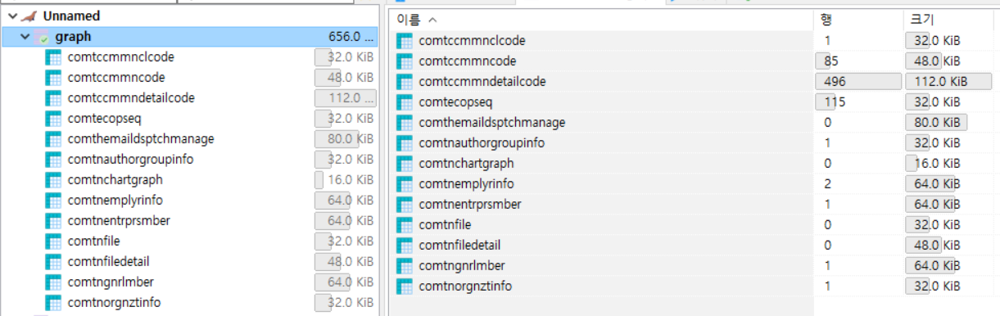 Unnamed
graph 656.0 ...
comtccmmnclcode 32.0 KiB
comtccmmncode 48.0 KiB
comtccmmndetailcode 112.0 ...
comtecopseq 32.0 KiB
comthemaildsptchmanage 80.0 KiB
comtnauthorgroupinfo 32.0 KiB
comtnchartgraph 16.0 KiB
comtnemplyrinfo 64.0 KiB
comtnentrprsmber 64.0 KiB
comtnfile 32.0 KiB
comtnfiledetail 48.0 KiB
comtngnrlmber 64.0 KiB
comtnorgnztinfo 32.0 KiB
이름 행 크기
comtccmmnclcode 1 32.0 KiB
comtccmmncode 85 48.0 KiB
comtccmmndetailcode 496 112.0 KiB
comtecopseq 115 32.0 KiB
comthemaildsptchmanage 0 80.0 KiB
comtnauthorgroupinfo 1 32.0 KiB
comtnchartgraph 0 16.0 KiB
comtnemplyrinfo 2 64.0 KiB
comtnentrprsmber 1 64.0 KiB
comtnfile 0 32.0 KiB
comtnfiledetail 0 48.0 KiB
comtngnrlmber 1 64.0 KiB
comtnorgnztinfo 1 32.0 KiB